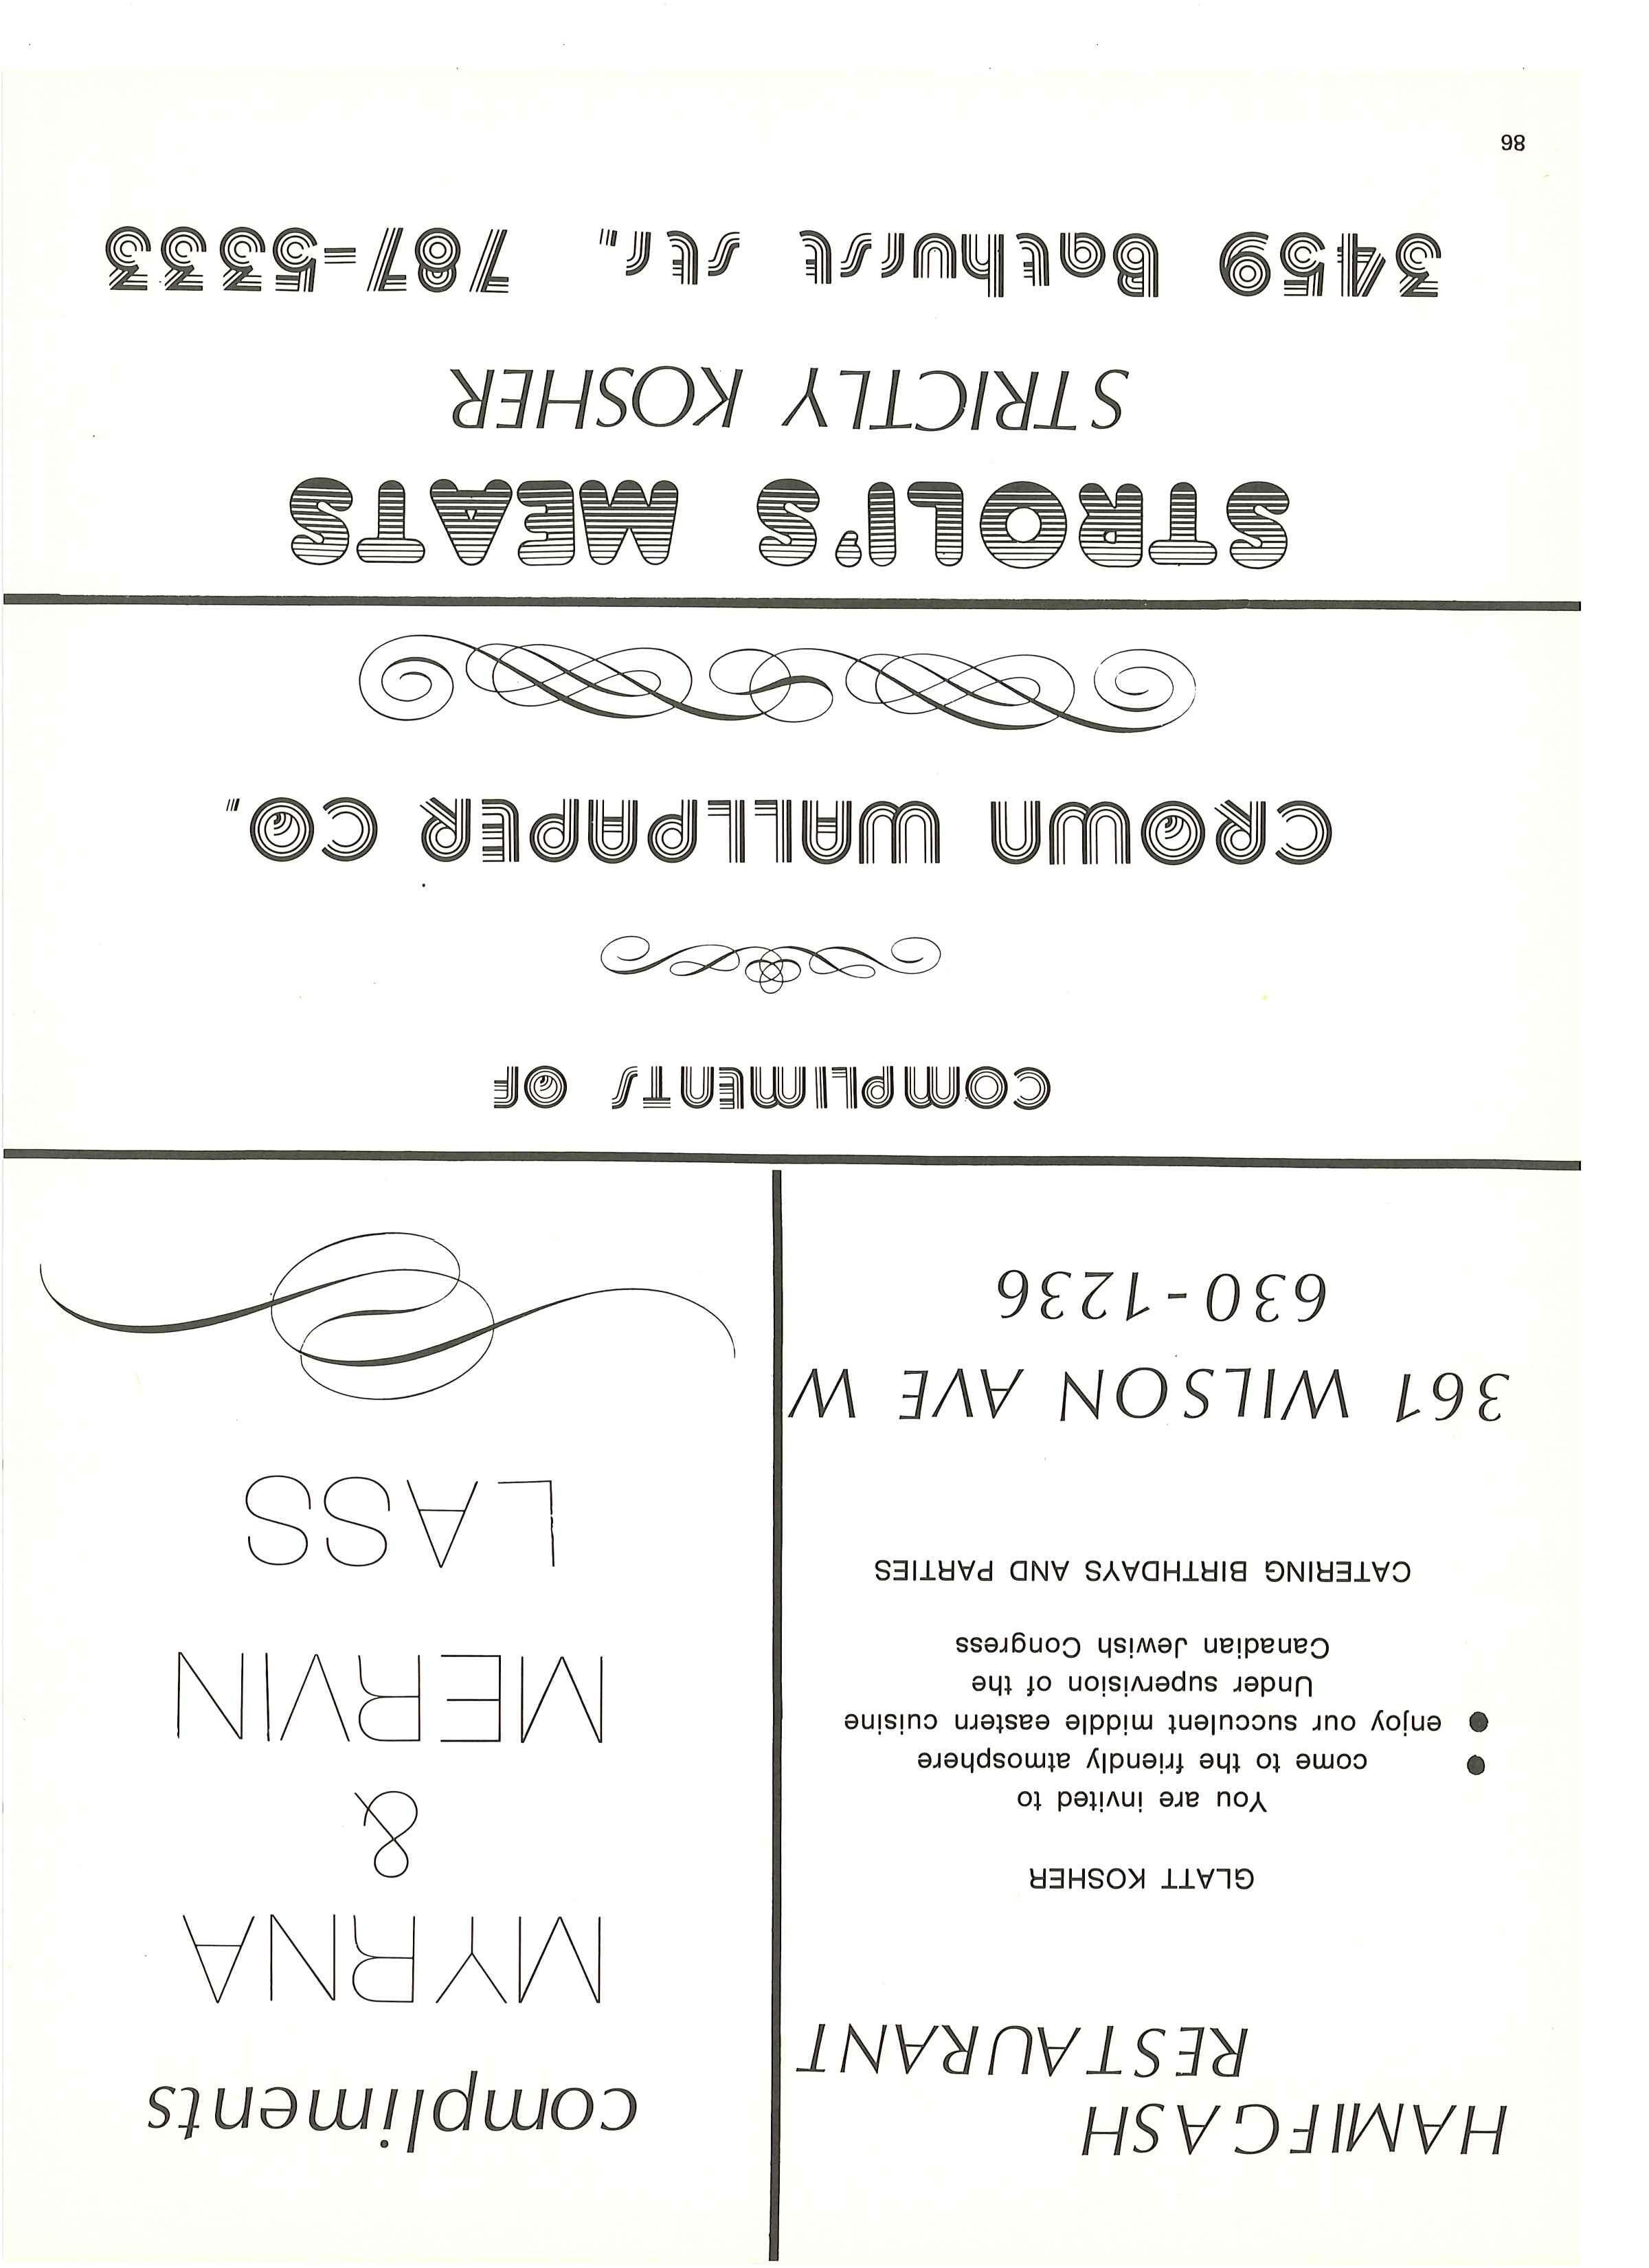 HAMIFGASH
RESTAURANT
GLATT KOSHER
You are invited to
● come to the friendly atmosphere
● enjoy our succulent middle eastern cuisine
Under supervision of the
Canadian Jewish Congress
CATERING BIRTHDAYS AND PARTIES
361 WILSON AVE W
630-1236
compliments
MYRNA
&
MERVIN
LASS
COMPLIMENTS OF
CROWN WALLPAPER CO.
STROLI'S MEATS
STRICTLY KOSHER
3459 Bathurst str. 787-5333
86